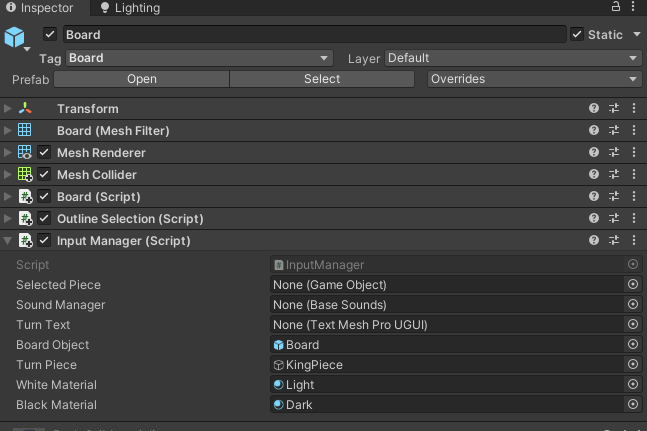 Inspector Lighting
Board Static
Tag Board Layer Default
Prefab Open Select Overrides
Transform
Board (Mesh Filter)
Mesh Renderer
Mesh Collider
Board (Script)
Outline Selection (Script)
Input Manager (Script)
Script InputManager
Selected Piece None (Game Object)
Sound Manager None (Base Sounds)
Turn Text None (Text Mesh Pro UGUI)
Board Object Board
Turn Piece KingPiece
White Material Light
Black Material Dark